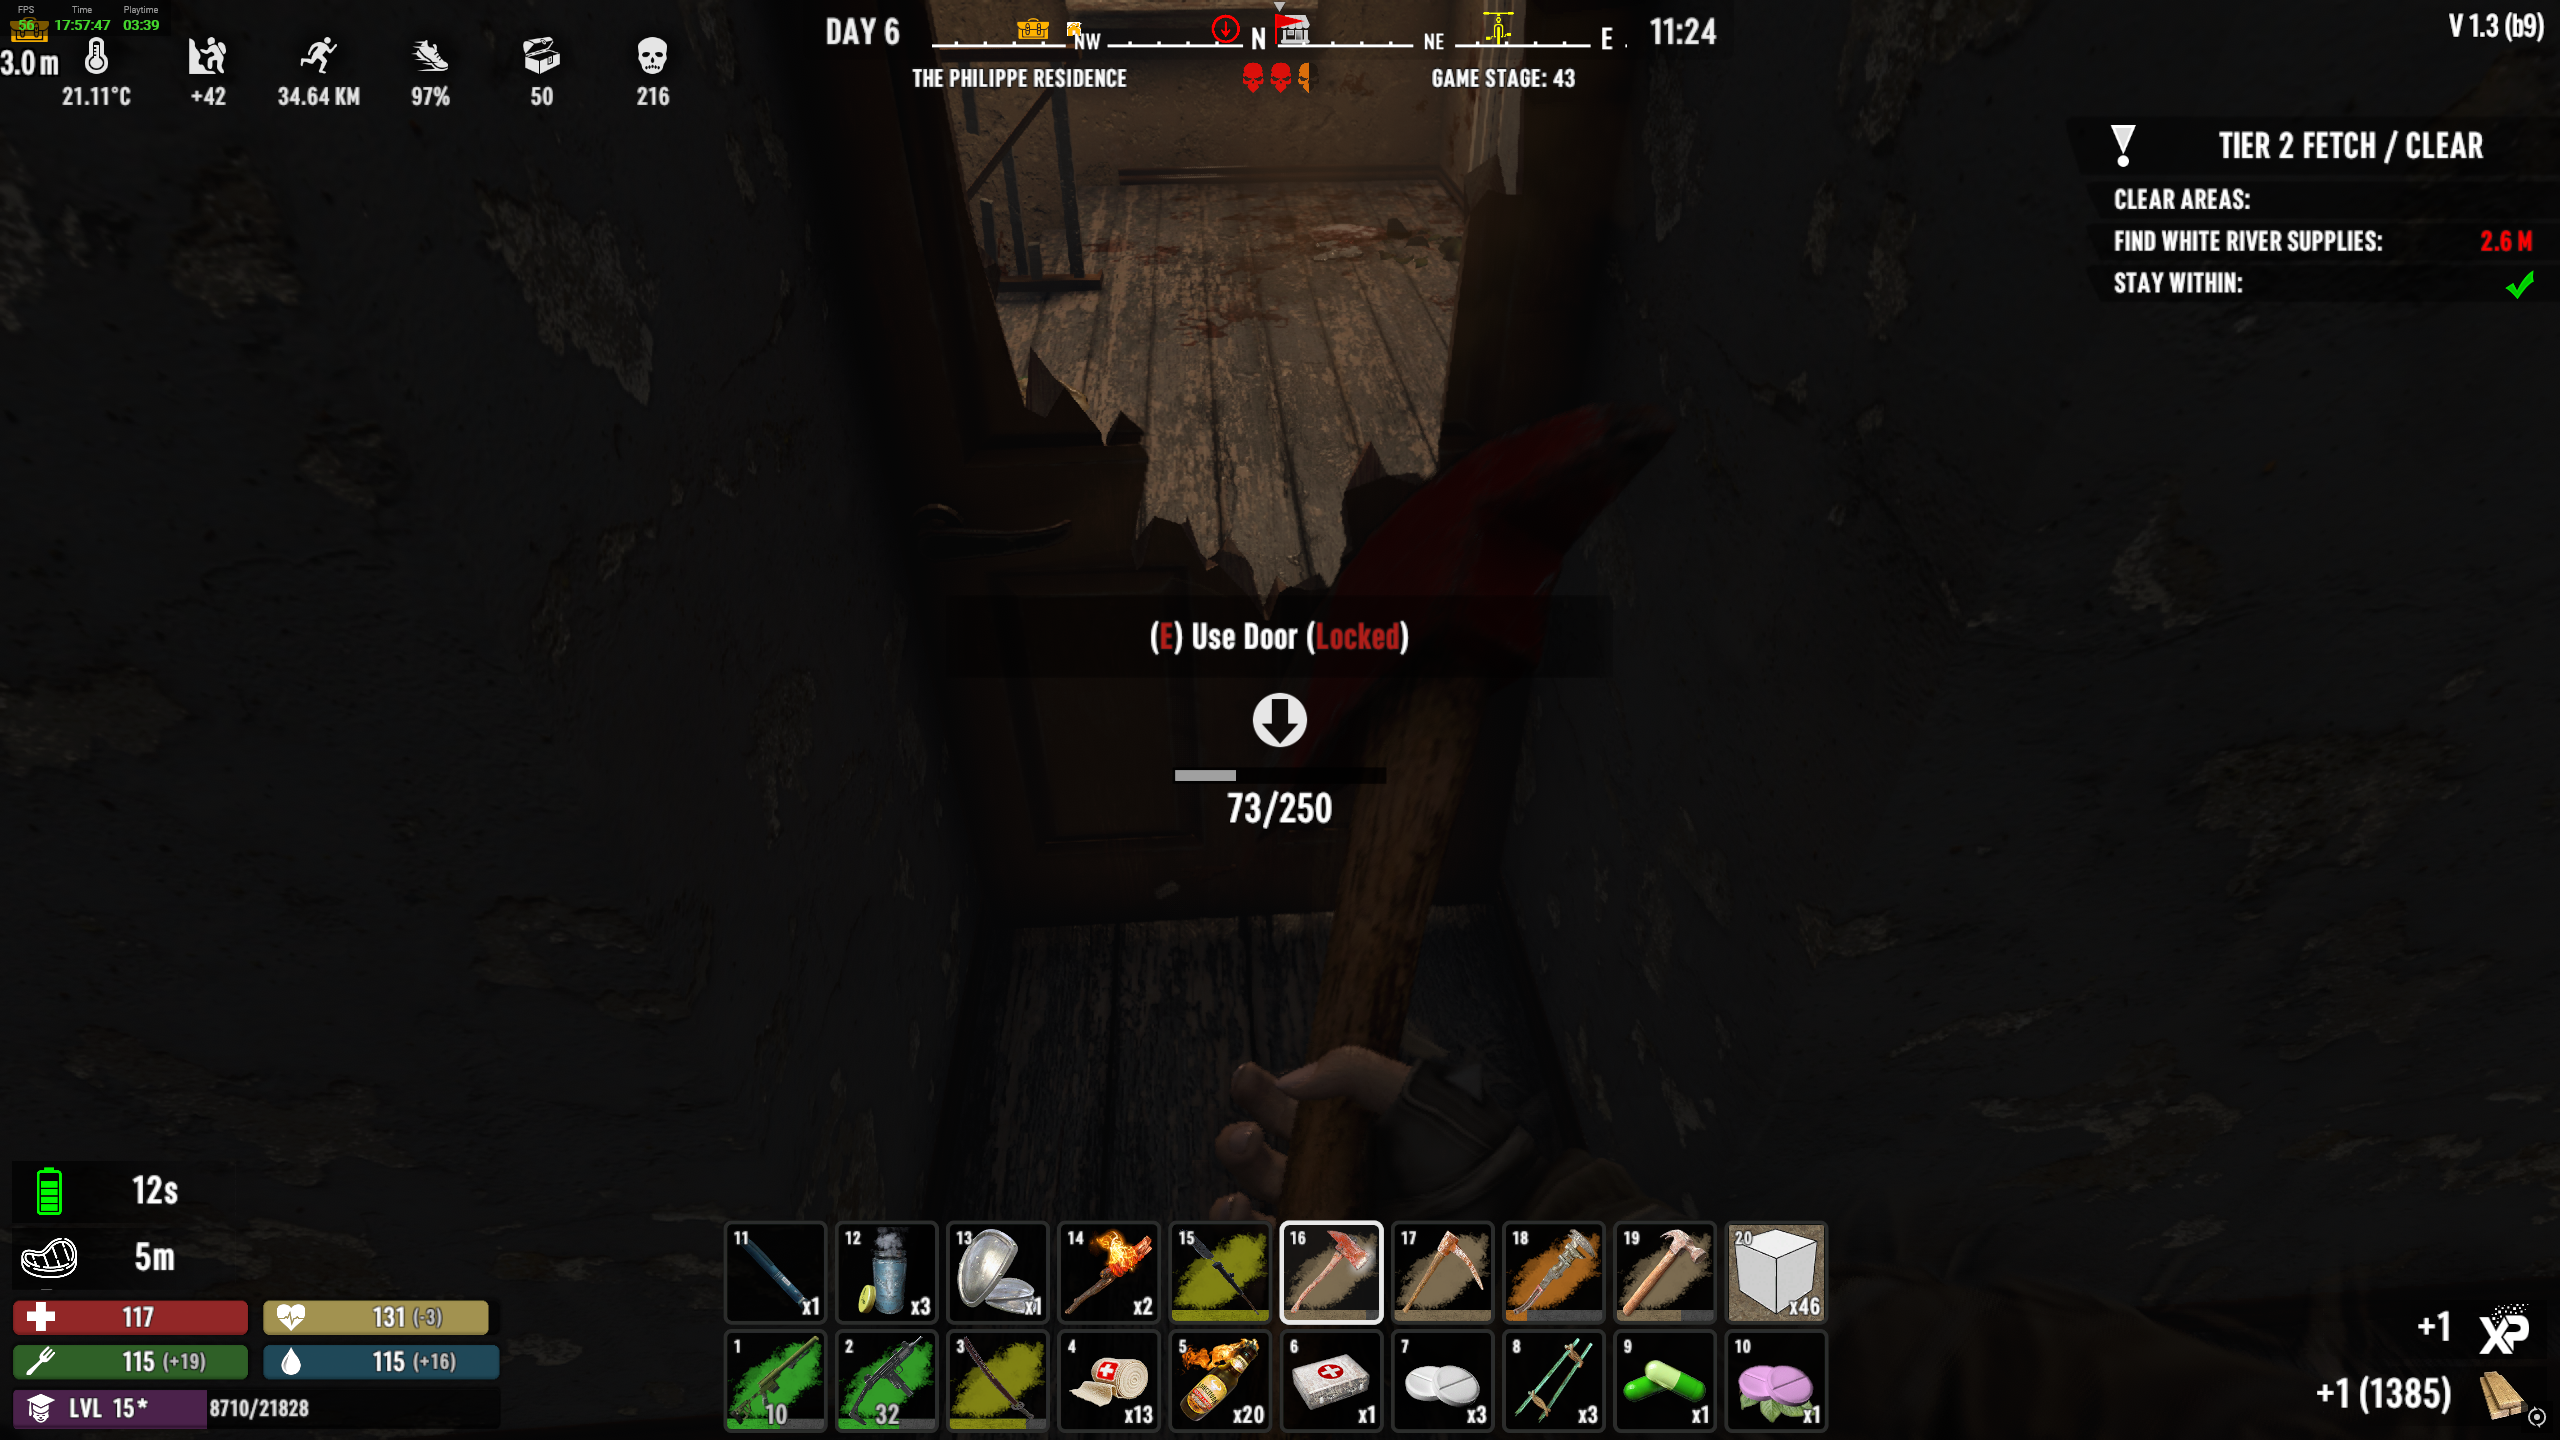 FPS Time Playtime
56 17:57:47 03:39
3.0 m
21.11°C +42 34.64 KM 97% 50 216
DAY 6 NW N NE E 11:24
THE PHILIPPE RESIDENCE GAME STAGE: 43
V 1.3 (b9)
TIER 2 FETCH / CLEAR
CLEAR AREAS:
FIND WHITE RIVER SUPPLIES: 2.6 M
STAY WITHIN:
(E) Use Door (Locked)
73/250
12s
5m
117 131 (-3)
115 (+19) 115 (+16)
LVL 15* 8710/21828
11 12 13 14 15 16 17 18 19 20
x1 x3 x1 x2 x46
1 2 3 4 5 6 7 8 9 10
10 32 x13 x20 x1 x3 x3 x1 x1
+1 XP
+1 (1385)